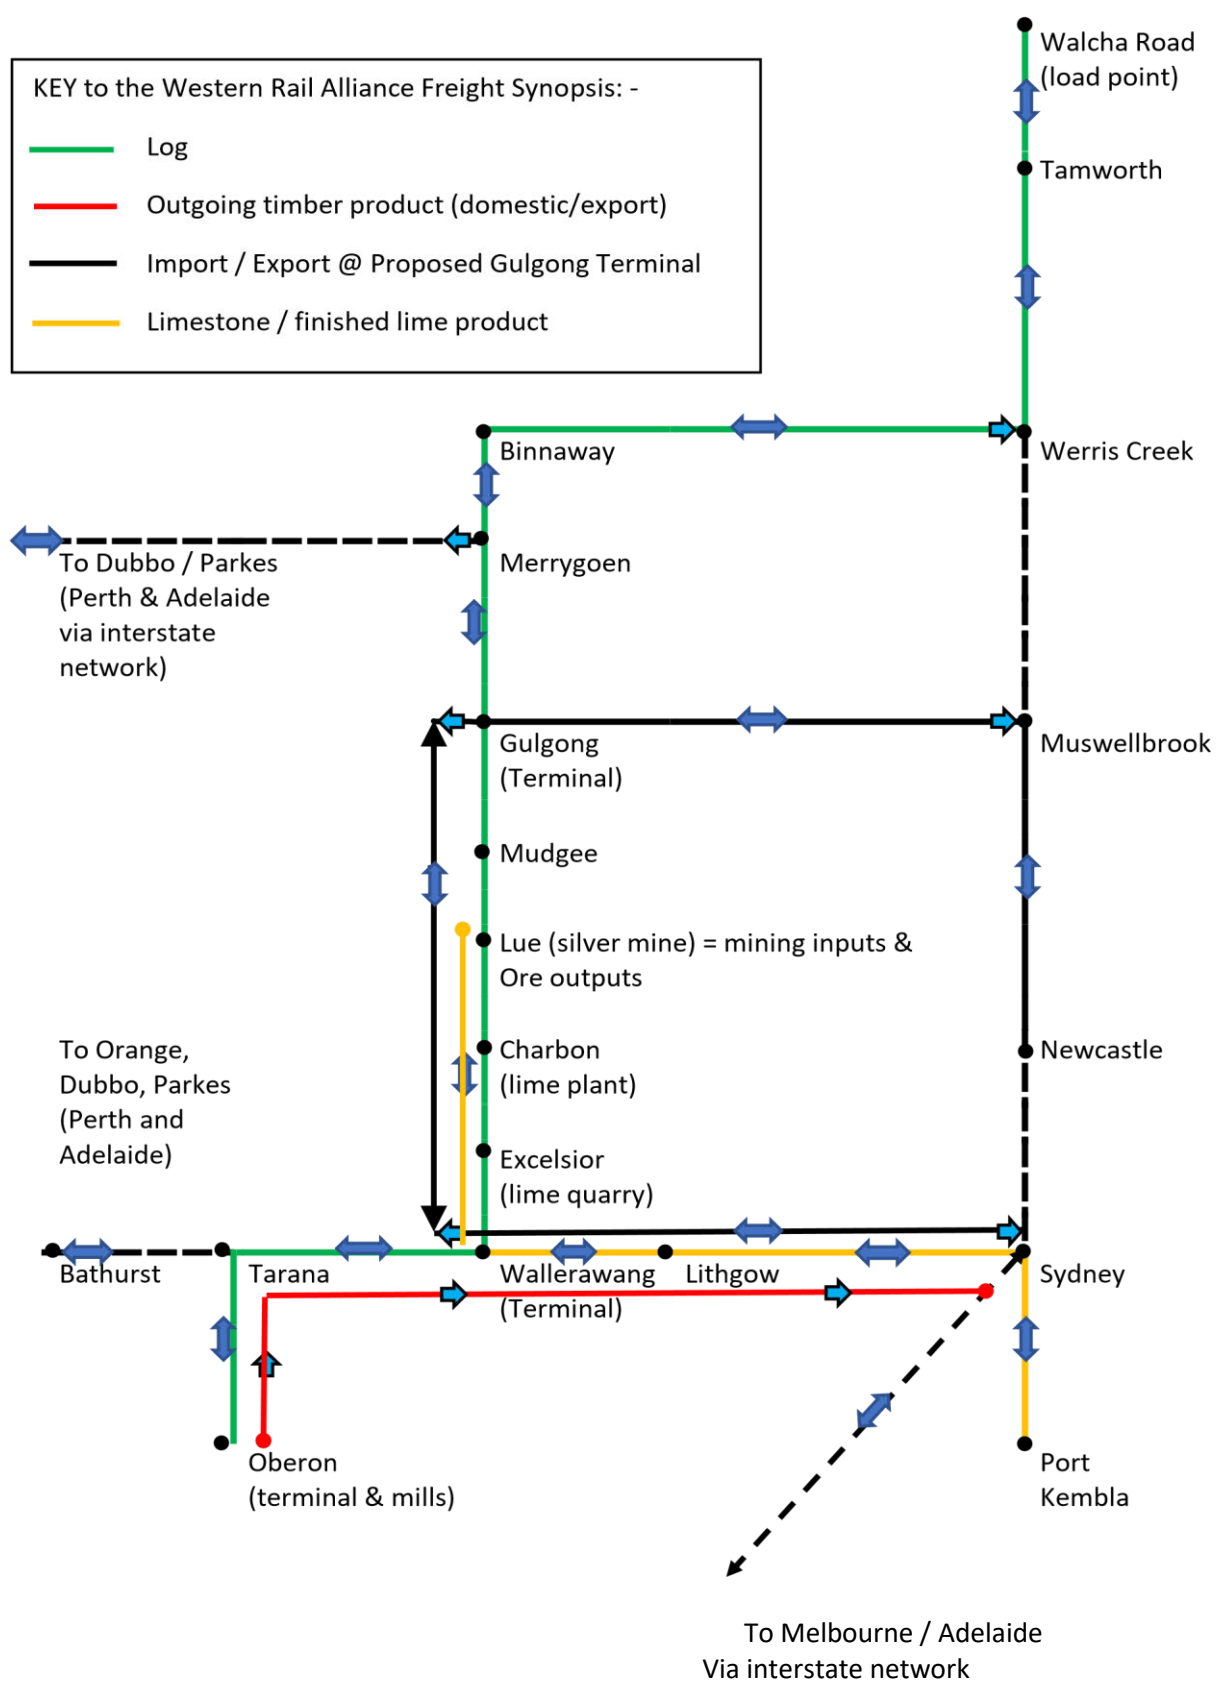 KEY to the Western Rail Alliance Freight Synopsis: -
Log
Outgoing timber product (domestic/export)
Import / Export @ Proposed Gulgong Terminal
Limestone / finished lime product
Walcha Road
(load point)
Tamworth
Binnaway
Werris Creek
To Dubbo / Parkes
(Perth & Adelaide
via interstate
network)
Merrygoen
Gulgong
(Terminal)
Muswellbrook
Mudgee
Lue (silver mine) = mining inputs &
Ore outputs
To Orange,
Dubbo, Parkes
(Perth and
Adelaide)
Charbon
(lime plant)
Newcastle
Excelsior
(lime quarry)
Bathurst
Tarana
Wallerawang
(Terminal)
Lithgow
Sydney
Oberon
(terminal & mills)
Port
Kembla
To Melbourne / Adelaide
Via interstate network